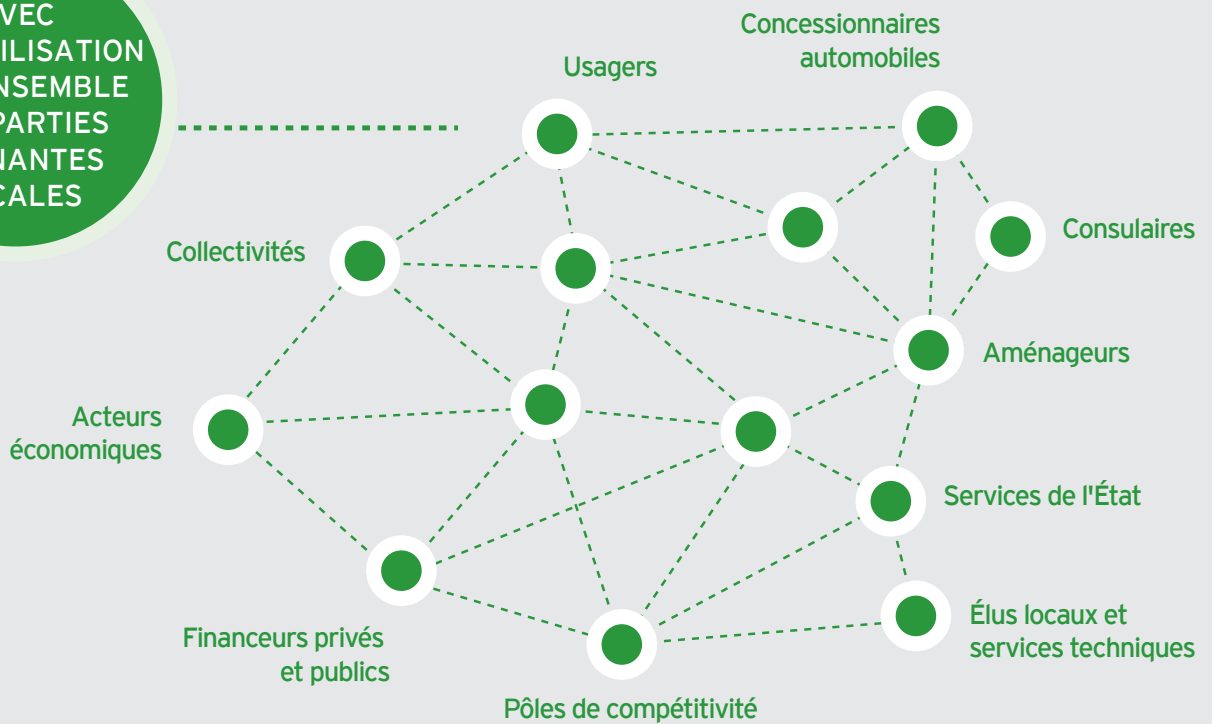 VEC
ILISATION
NSEMBLE
PARTIES
NANTES
CALES
Concessionnaires
automobiles
Usagers
Collectivités
Consulaires
Aménageurs
Acteurs
économiques
Services de l'État
Élus locaux et
services techniques
Financeurs privés
et publics
Pôles de compétitivité